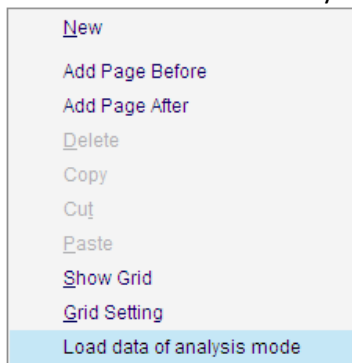 New
Add Page Before
Add Page After
Delete
Copy
Cut
Paste
Show Grid
Grid Setting
Load data of analysis mode